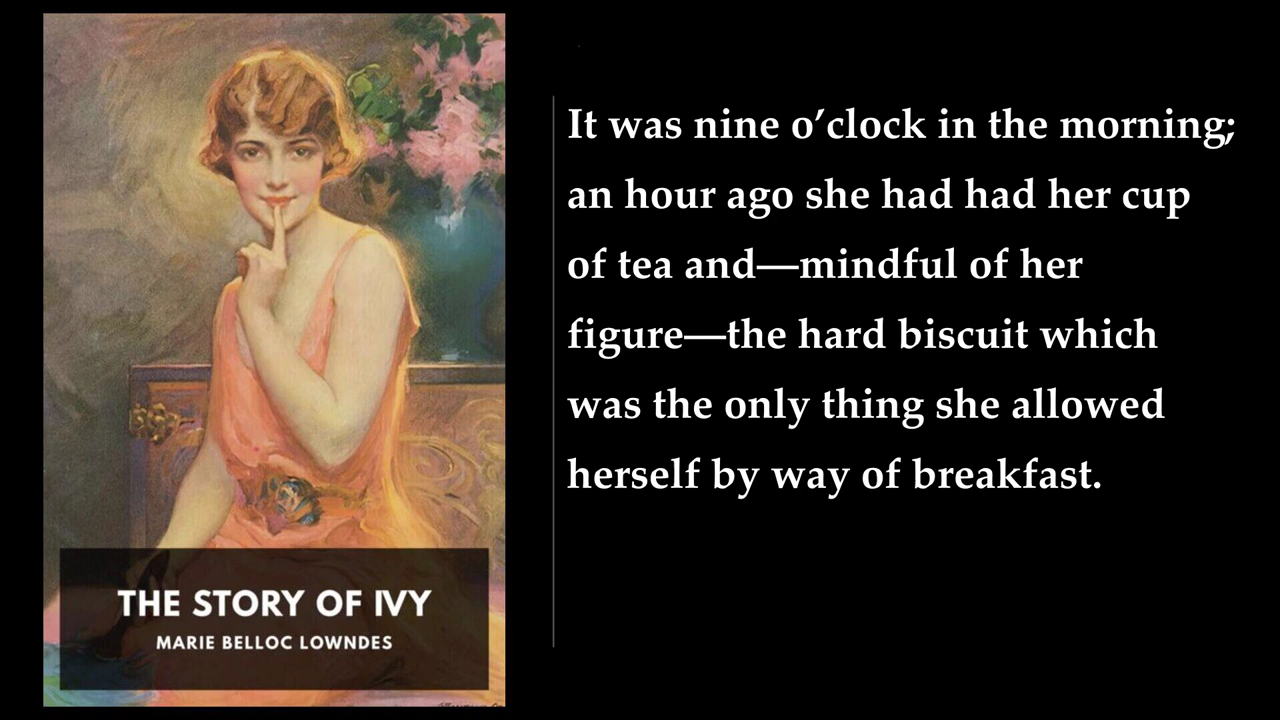 THE STORY OF IVY
MARIE BELLOC LOWNDES
It was nine o’clock in the morning;
an hour ago she had had her cup
of tea and—mindful of her
figure—the hard biscuit which
was the only thing she allowed
herself by way of breakfast.